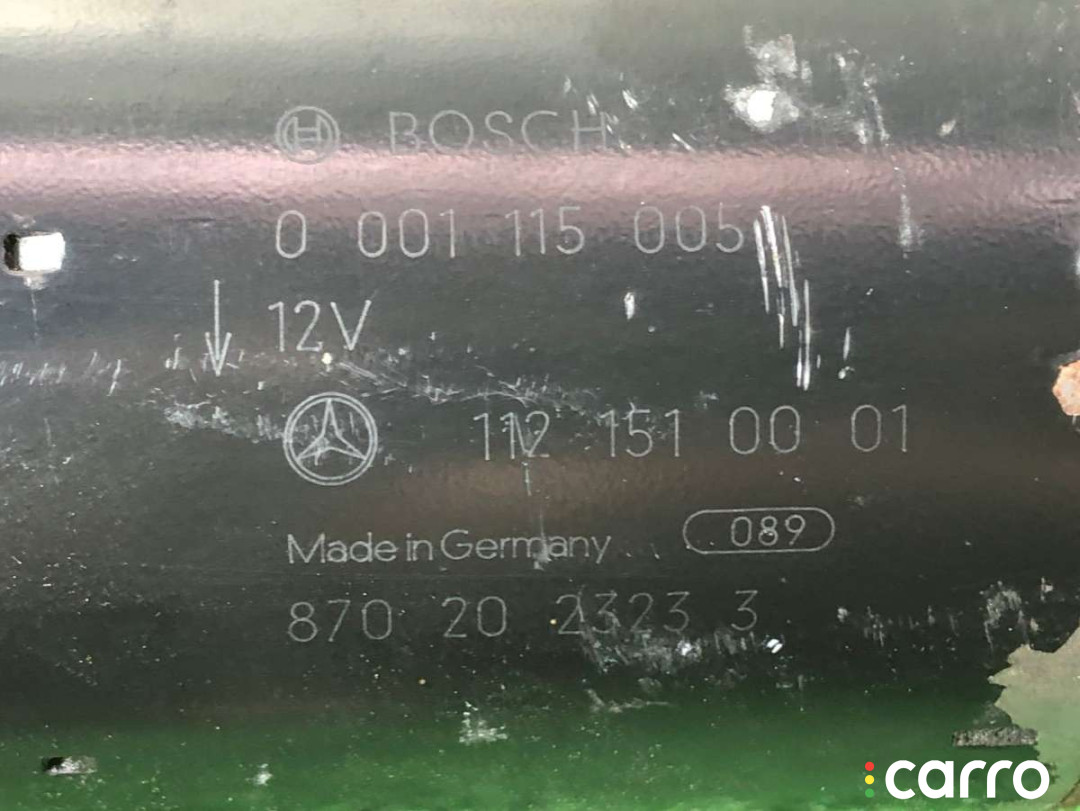 BOSCH
0 001 115 005
12V
112 151 00 01
Made in Germany 089
870 20 2323 3
carro